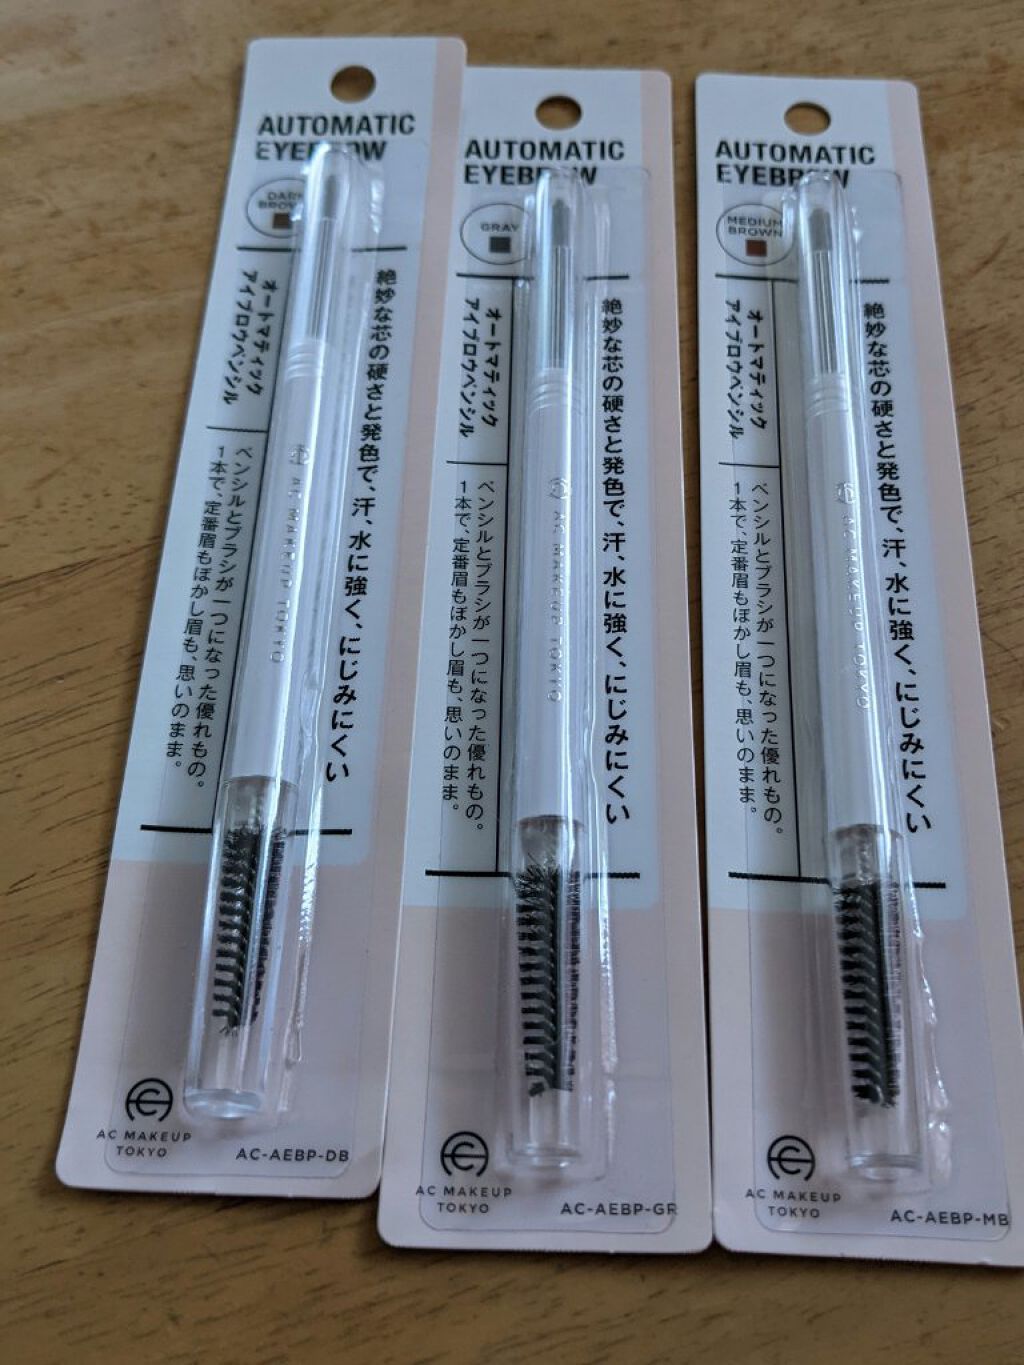 AUTOMATIC
EYEBROW
DARK
BROWN
絶妙な芯の硬さと発色で、汗、水に強く、にじみにくい
オートマティック
アイブロウペンシル
ペンシルとブラシが一つになった優れもの。
1本で、定番眉もぼかし眉も、思いのまま。
AC MAKEUP TOKYO
AC MAKEUP
TOKYO
AC-AEBP-DB
AUTOMATIC
EYEBROW
GRAY
絶妙な芯の硬さと発色で、汗、水に強く、にじみにくい
オートマティック
アイブロウペンシル
ペンシルとブラシが一つになった優れもの。
1本で、定番眉もぼかし眉も、思いのまま。
AC MAKEUP TOKYO
AC MAKEUP
TOKYO
AC-AEBP-GR
AUTOMATIC
EYEBROW
MEDIUM
BROWN
絶妙な芯の硬さと発色で、汗、水に強く、にじみにくい
オートマティック
アイブロウペンシル
ペンシルとブラシが一つになった優れもの。
1本で、定番眉もぼかし眉も、思いのまま。
AC MAKEUP TOKYO
AC MAKEUP
TOKYO
AC-AEBP-MB